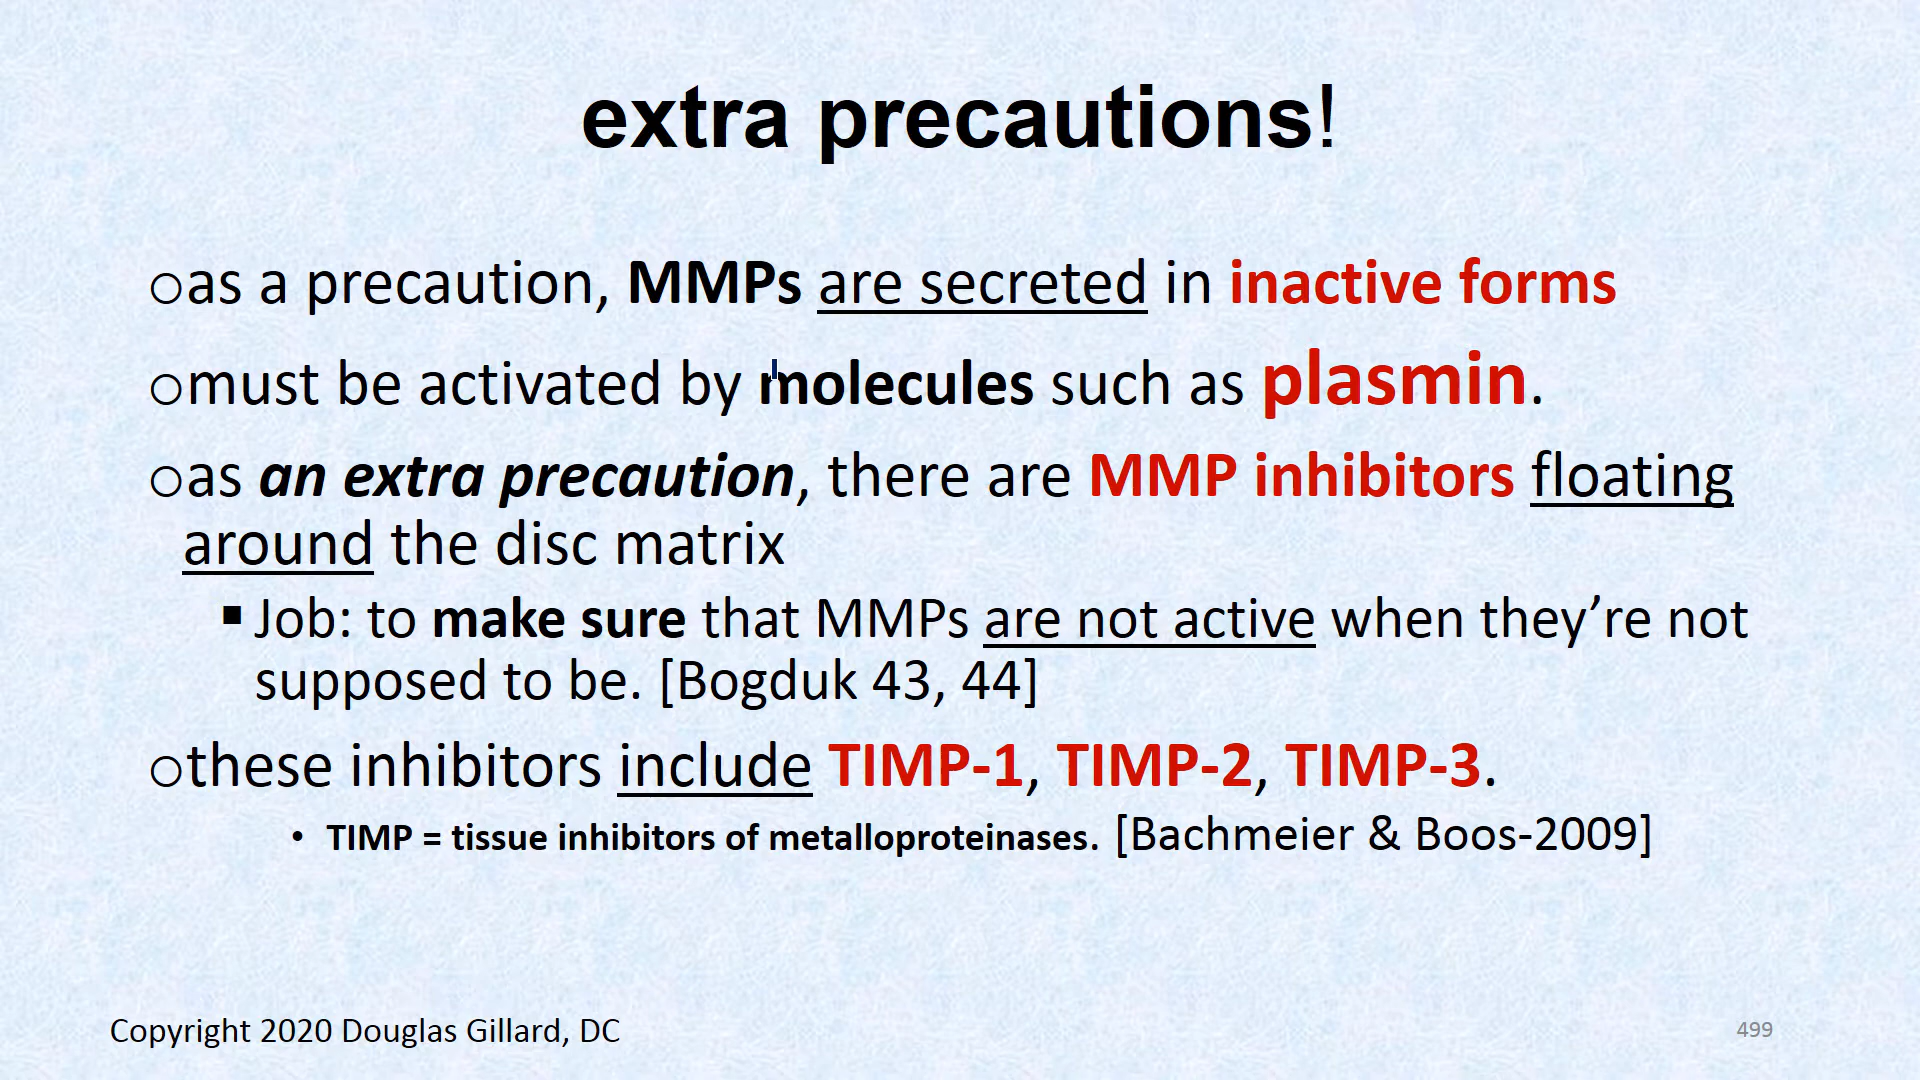 extra precautions!
○as a precaution, MMPs are secreted in inactive forms
○must be activated by molecules such as plasmin.
○as an extra precaution, there are MMP inhibitors floating
around the disc matrix
▪ Job: to make sure that MMPs are not active when they’re not
supposed to be. [Bogduk 43, 44]
○these inhibitors include TIMP-1, TIMP-2, TIMP-3.
• TIMP = tissue inhibitors of metalloproteinases. [Bachmeier & Boos-2009]
Copyright 2020 Douglas Gillard, DC
499